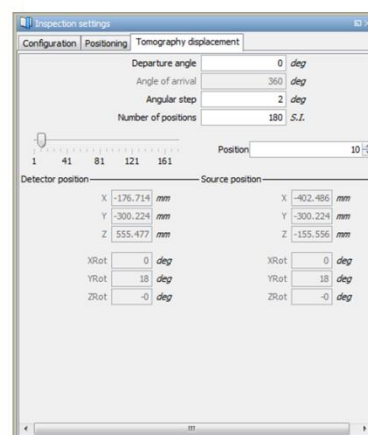 Inspection settings
Configuration Positioning Tomography displacement
Departure angle 0 deg
Angle of arrival 360 deg
Angular step 2 deg
Number of positions 180 S.I.
Position 10
1 41 81 121 161
Detector position Source position
X -176.714 mm X -402.486 mm
Y -300.224 mm Y -300.224 mm
Z 555.477 mm Z -155.556 mm
XRot 0 deg XRot 0 deg
YRot 18 deg YRot 18 deg
ZRot -0 deg ZRot -0 deg